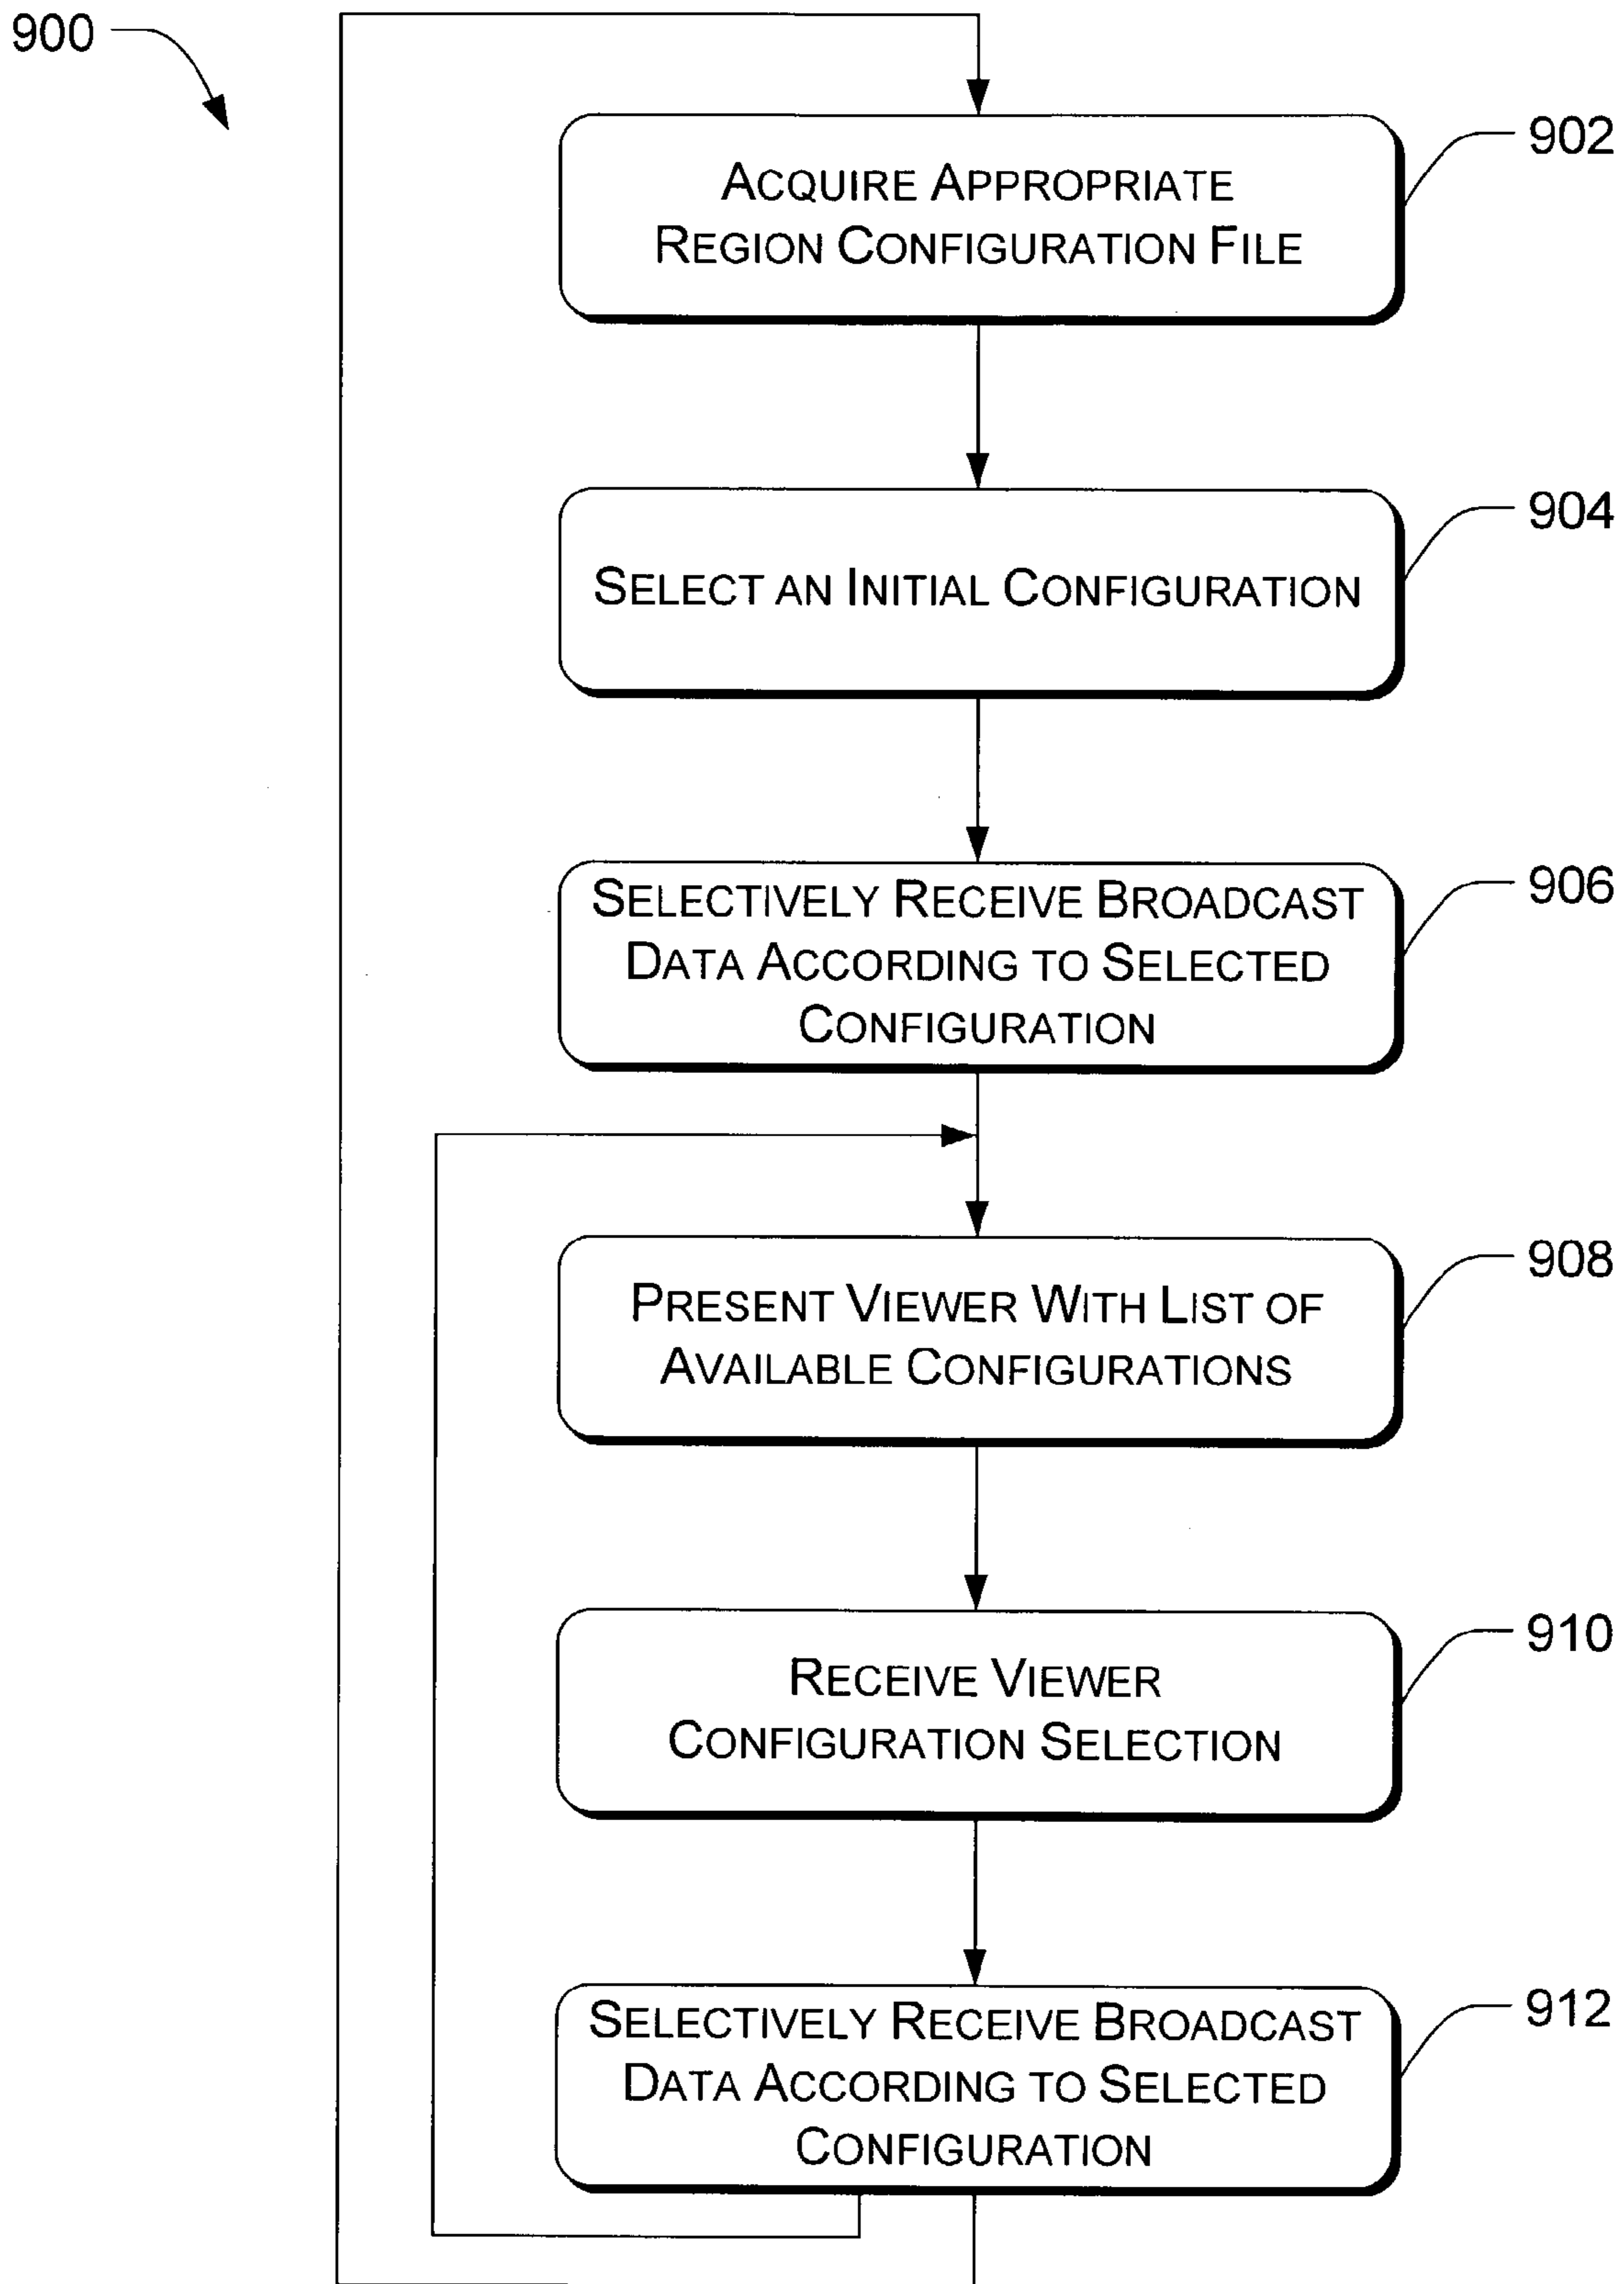 900
902
ACQUIRE APPROPRIATE
REGION CONFIGURATION FILE
904
SELECT AN INITIAL CONFIGURATION
906
SELECTIVELY RECEIVE BROADCAST
DATA ACCORDING TO SELECTED
CONFIGURATION
908
PRESENT VIEWER WITH LIST OF
AVAILABLE CONFIGURATIONS
910
RECEIVE VIEWER
CONFIGURATION SELECTION
912
SELECTIVELY RECEIVE BROADCAST
DATA ACCORDING TO SELECTED
CONFIGURATION